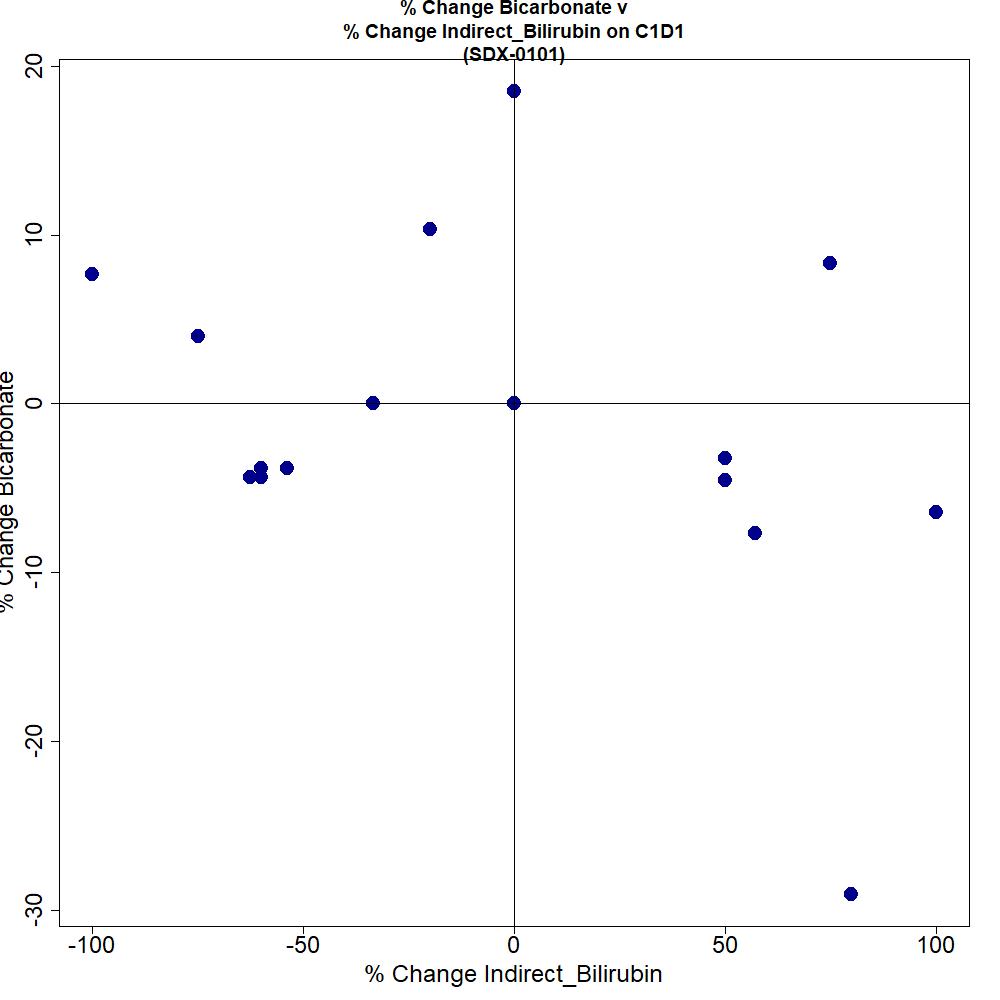 % Change Bicarbonate v
% Change Indirect_Bilirubin on C1D1
(SDX-0101)
% Change Bicarbonate
20
10
0
-10
-20
-30
-100 -50 0 50 100
% Change Indirect_Bilirubin